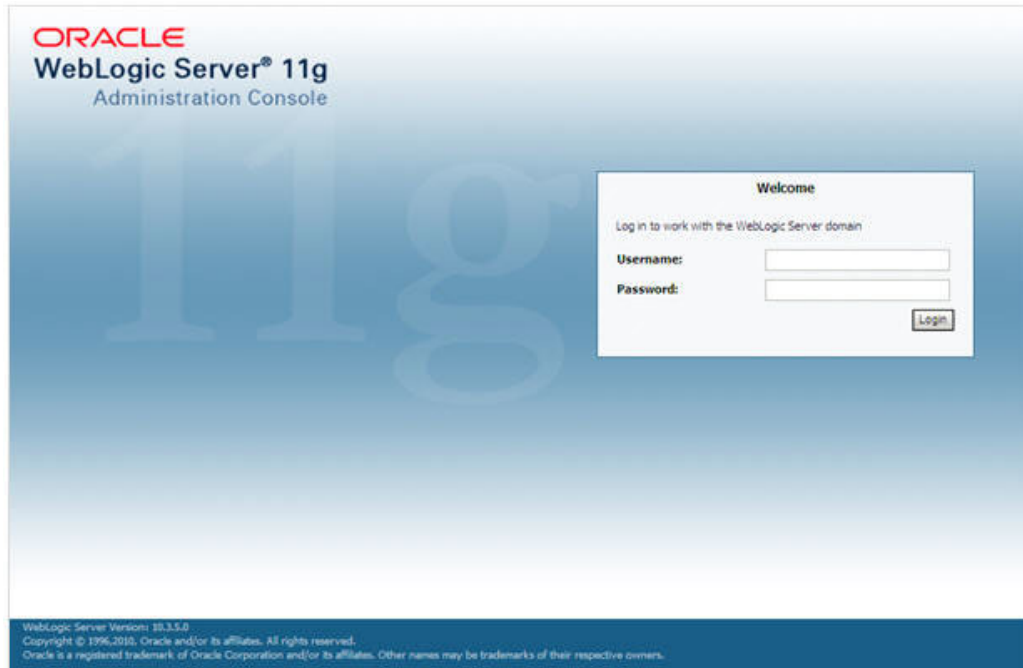 ORACLE
WebLogic Server® 11g
Administration Console
11g
Welcome
Log in to work with the WebLogic Server domain
Username:
Password:
Login
WebLogic Server Version: 10.3.5.0
Copyright © 1996,2010, Oracle and/or its affiliates. All rights reserved.
Oracle is a registered trademark of Oracle Corporation and/or its affiliates. Other names may be trademarks of their respective owners.